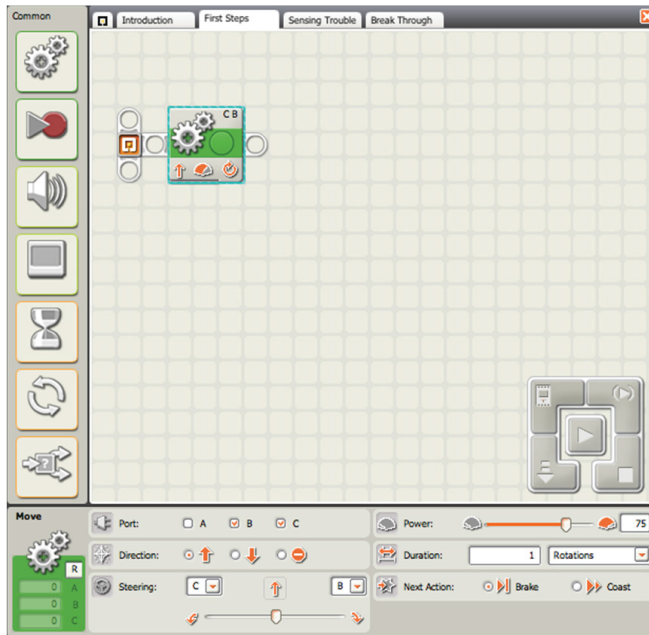 Common
Introduction
First Steps
Sensing Trouble
Break Through
C B
Move
R
0 A
0 B
0 C
Port: A B C
Direction:
Steering: C B
Power: 75
Duration: 1 Rotations
Next Action: Brake Coast